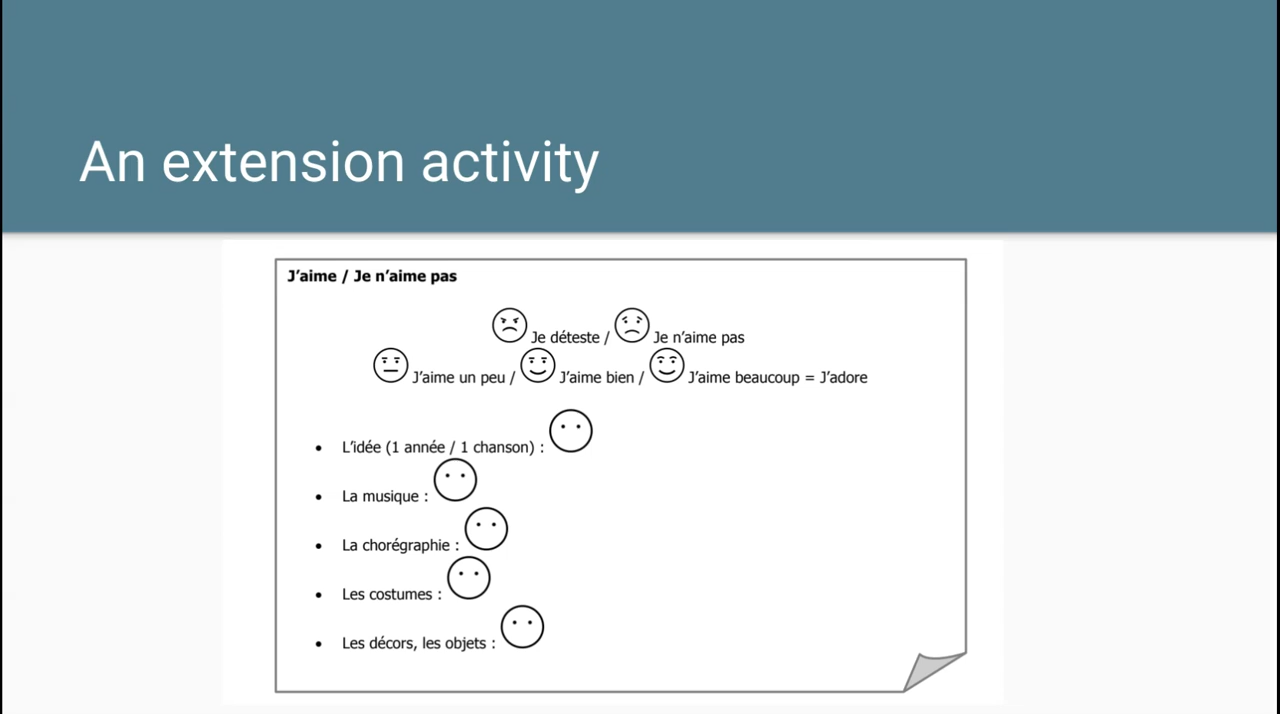 An extension activity
J'aime / Je n'aime pas
Je déteste / Je n'aime pas
J'aime un peu / J'aime bien / J'aime beaucoup = J'adore
• L'idée (1 année / 1 chanson) :
• La musique :
• La chorégraphie :
• Les costumes :
• Les décors, les objets :